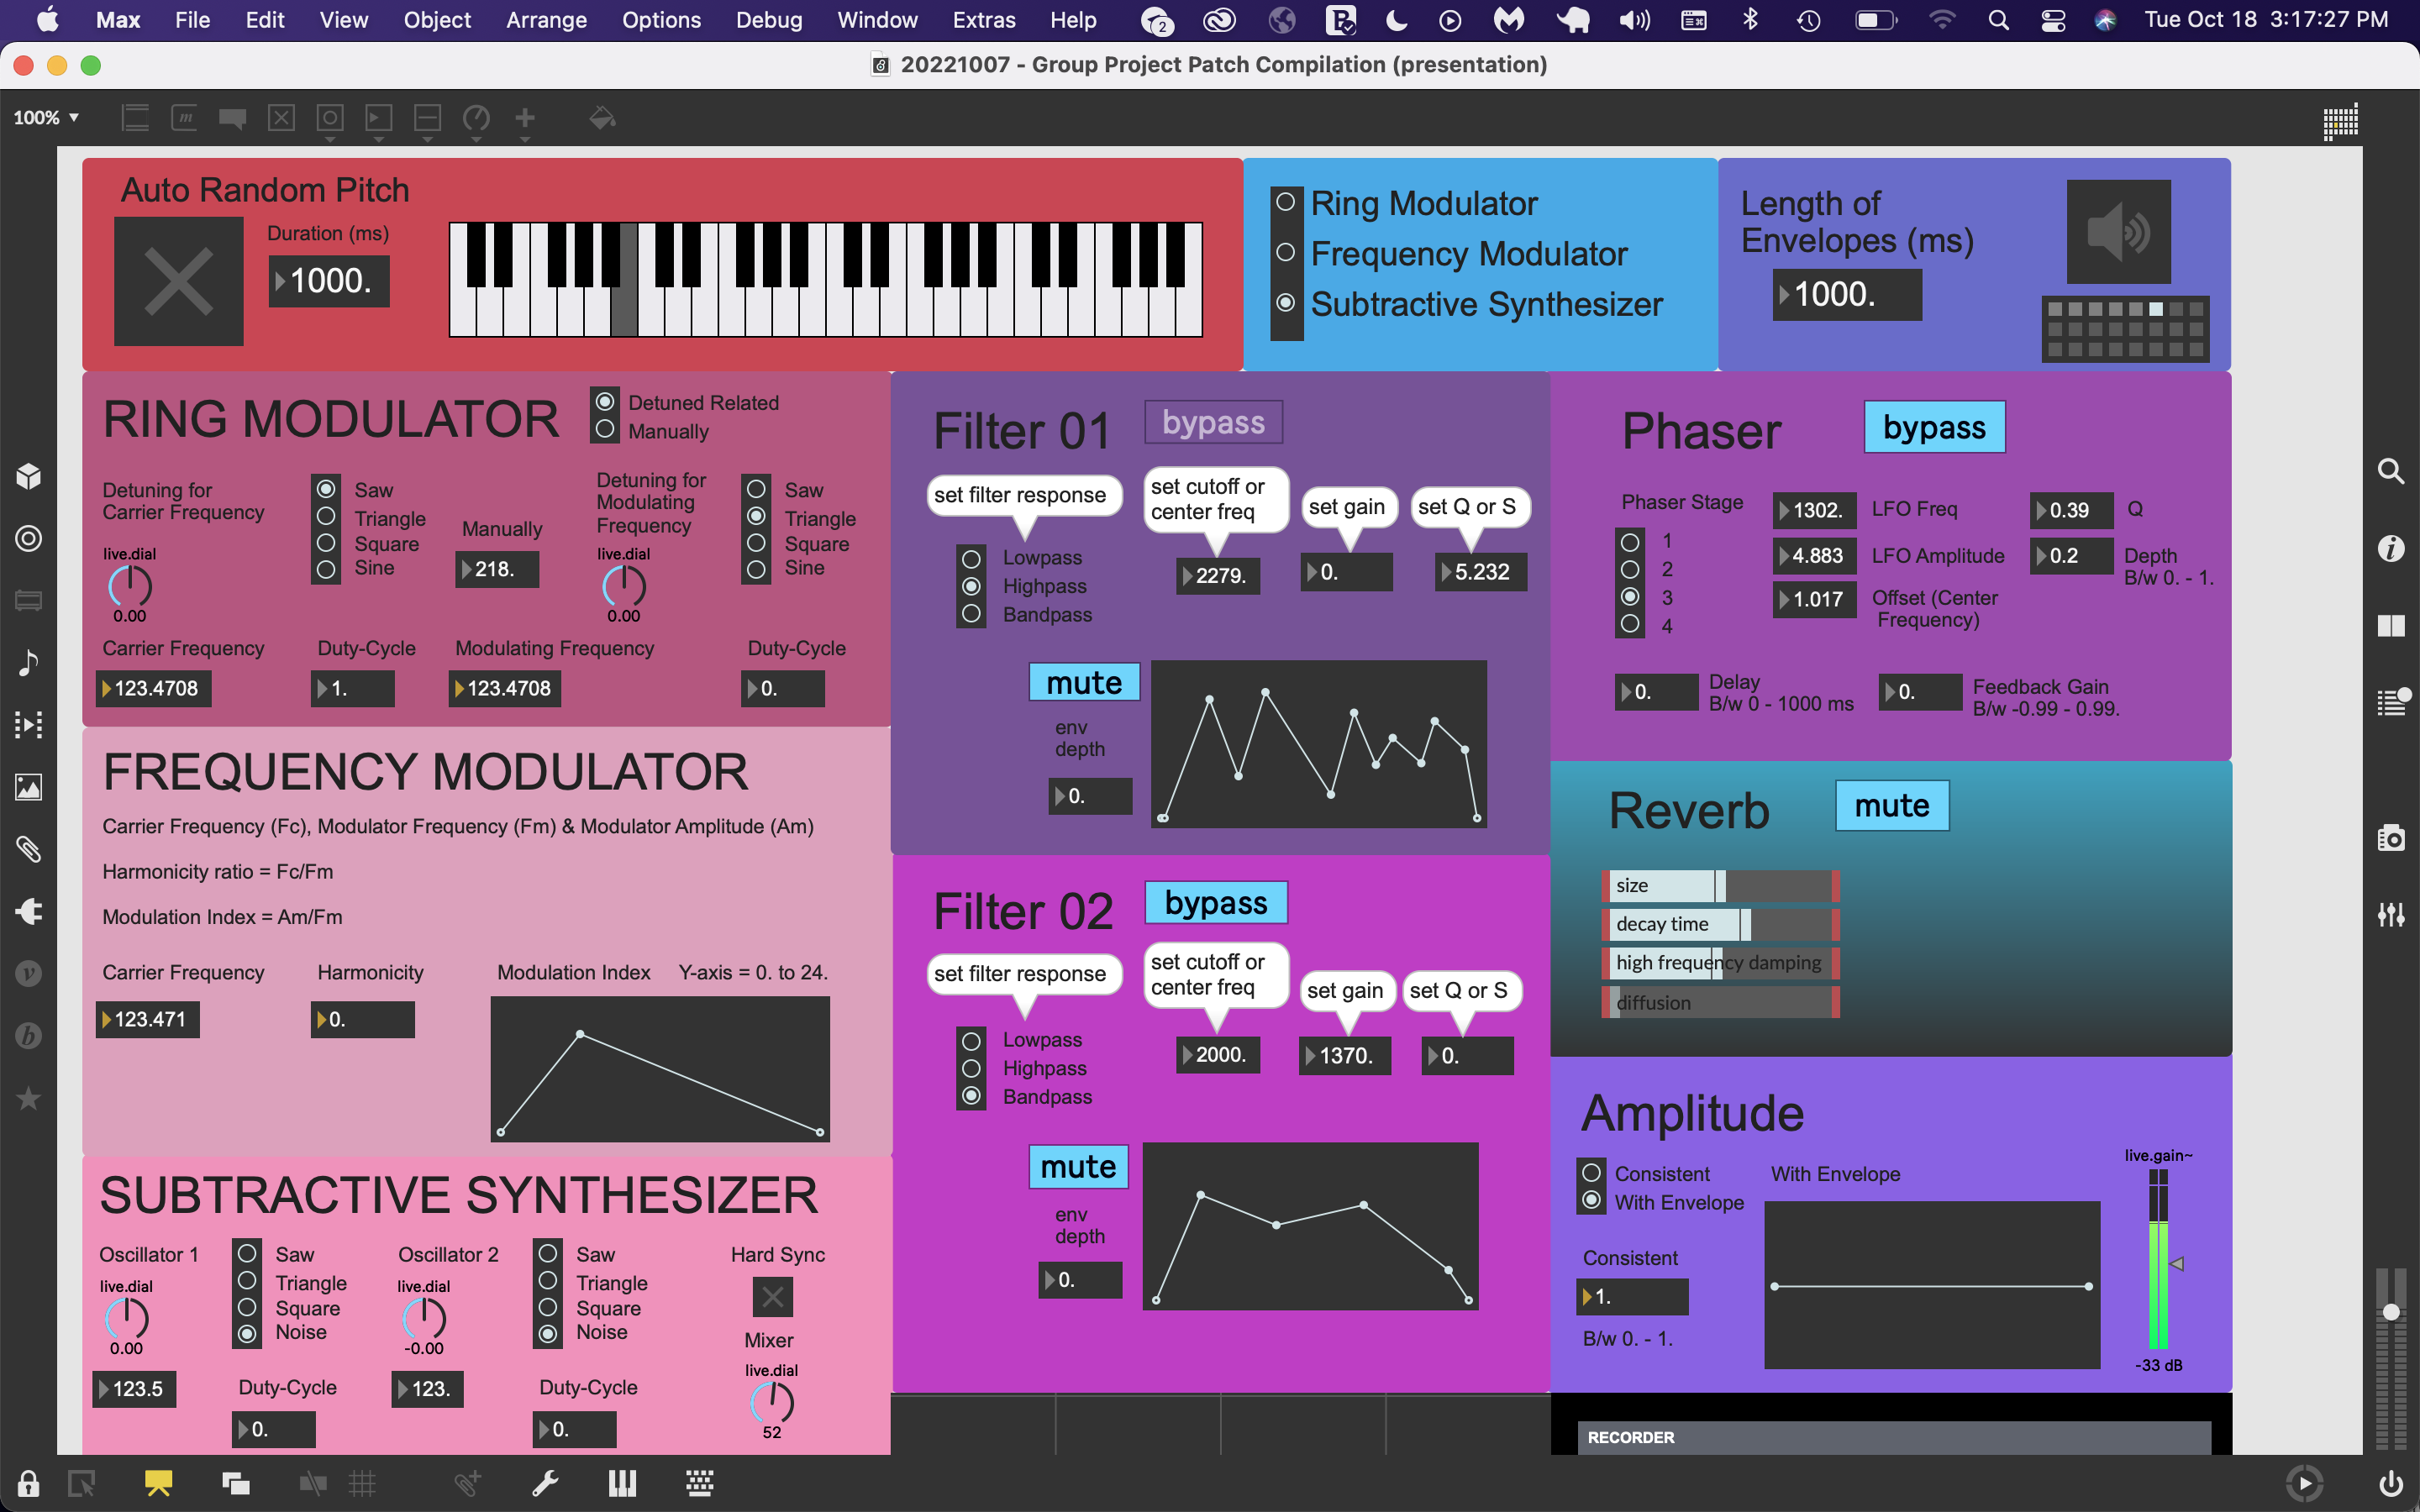 Max File Edit View Object Arrange Options Debug Window Extras Help 2 Tue Oct 18 3:17:27 PM
20221007 - Group Project Patch Compilation (presentation)
100%
Auto Random Pitch
Duration (ms)
1000.
Ring Modulator
Frequency Modulator
Subtractive Synthesizer
Length of
Envelopes (ms)
1000.
RING MODULATOR
Detuned Related
Manually
Detuning for
Carrier Frequency
live.dial
0.00
Saw
Triangle
Square
Sine
Manually
218.
Detuning for
Modulating
Frequency
live.dial
0.00
Saw
Triangle
Square
Sine
Carrier Frequency
123.4708
Duty-Cycle
1.
Modulating Frequency
123.4708
Duty-Cycle
0.
FREQUENCY MODULATOR
Carrier Frequency (Fc), Modulator Frequency (Fm) & Modulator Amplitude (Am)
Harmonicity ratio = Fc/Fm
Modulation Index = Am/Fm
Carrier Frequency
123.471
Harmonicity
0.
Modulation Index Y-axis = 0. to 24.
SUBTRACTIVE SYNTHESIZER
Oscillator 1
live.dial
0.00
123.5
Saw
Triangle
Square
Noise
Duty-Cycle
0.
Oscillator 2
live.dial
-0.00
123.
Saw
Triangle
Square
Noise
Duty-Cycle
0.
Hard Sync
Mixer
live.dial
52
Filter 01
bypass
set filter response
set cutoff or
center freq
set gain
set Q or S
Lowpass
Highpass
Bandpass
2279.
0.
5.232
mute
env
depth
0.
Filter 02
bypass
set filter response
set cutoff or
center freq
set gain
set Q or S
Lowpass
Highpass
Bandpass
2000.
1370.
0.
mute
env
depth
0.
Phaser
bypass
Phaser Stage
1
2
3
4
1302. LFO Freq
4.883 LFO Amplitude
1.017 Offset (Center
Frequency)
0.39 Q
0.2 Depth
B/w 0. - 1.
0. Delay
B/w 0 - 1000 ms
0. Feedback Gain
B/w -0.99 - 0.99.
Reverb
mute
size
decay time
high frequency damping
diffusion
Amplitude
Consistent
With Envelope
With Envelope
Consistent
1.
B/w 0. - 1.
live.gain~
-33 dB
RECORDER